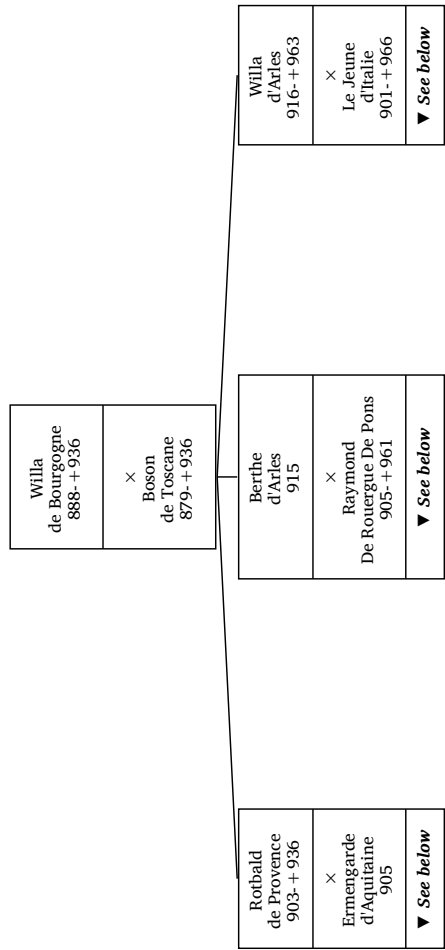 Willa
de Bourgogne
888-+936
×
Boson
de Toscane
879-+936
Rotbald
de Provence
903-+936
×
Ermengarde
d'Aquitaine
905
▼ See below
Berthe
d'Arles
915
×
Raymond
De Rouergue De Pons
905-+961
▼ See below
Willa
d'Arles
916-+963
×
Le Jeune
d'Italie
901-+966
▼ See below